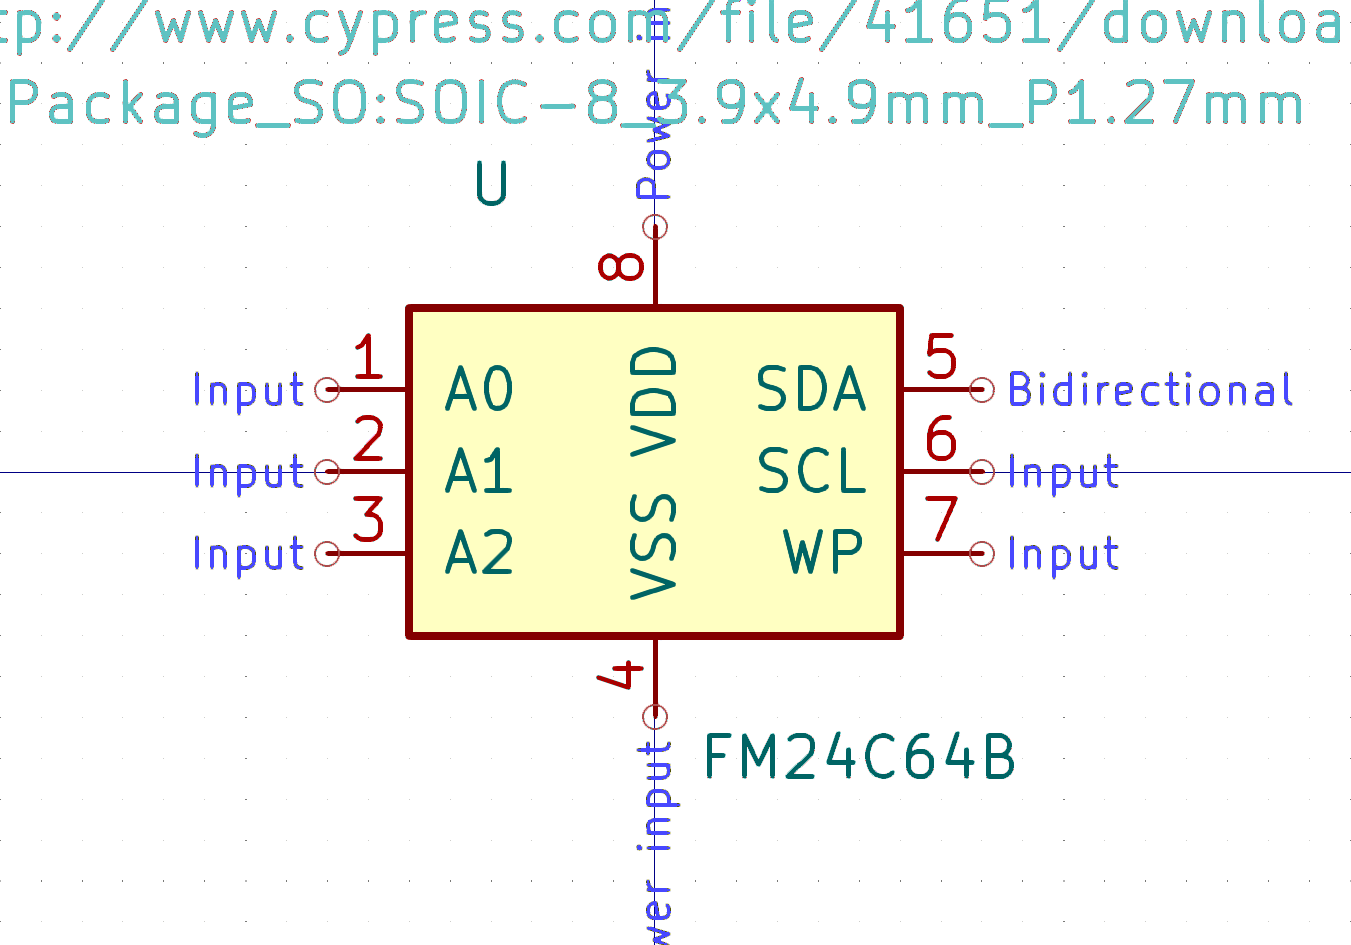 tp://www.cypress.com/file/41651/downloa
Package_SO:SOIC-8_3.9x4.9mm_P1.27mm
U
Power in
8
1
A0
Input
2
A1
Input
3
A2
Input
VDD
VSS
5
SDA
Bidirectional
6
SCL
Input
7
WP
Input
4
FM24C64B
wer input